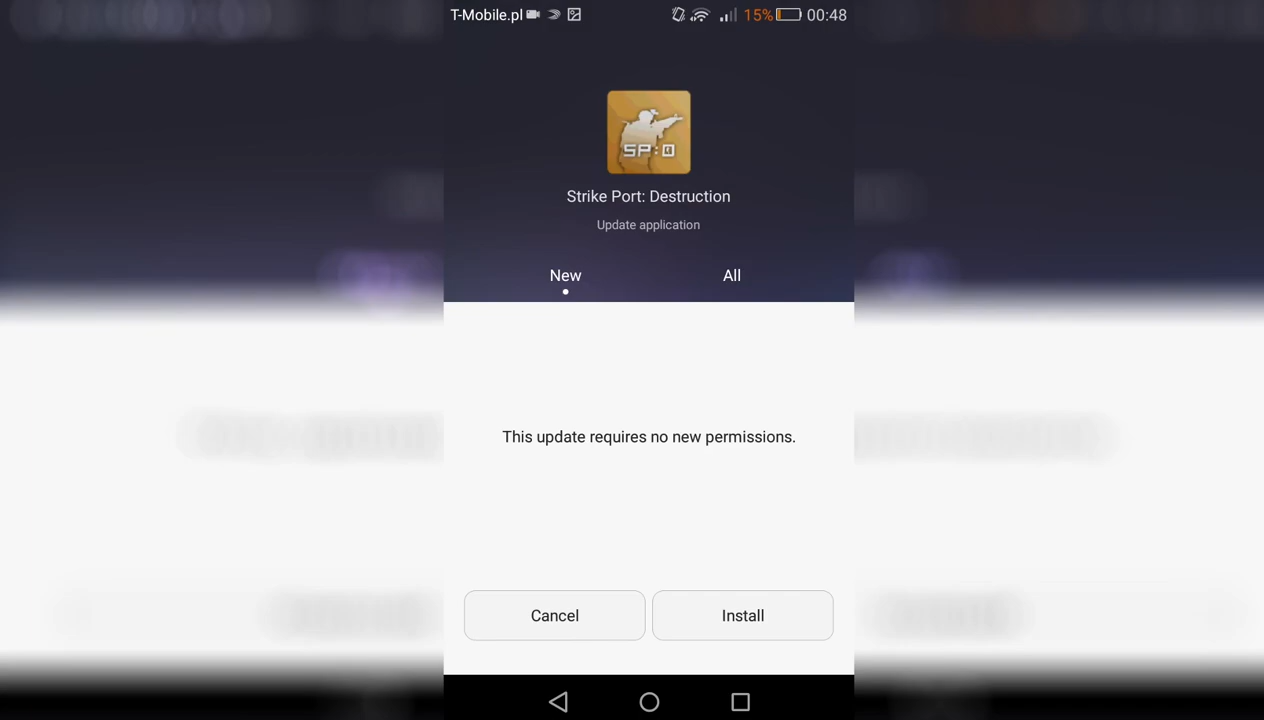 T-Mobile.pl 15% 00:48
SP:D
Strike Port: Destruction
Update application
New All
This update requires no new permissions.
Cancel Install